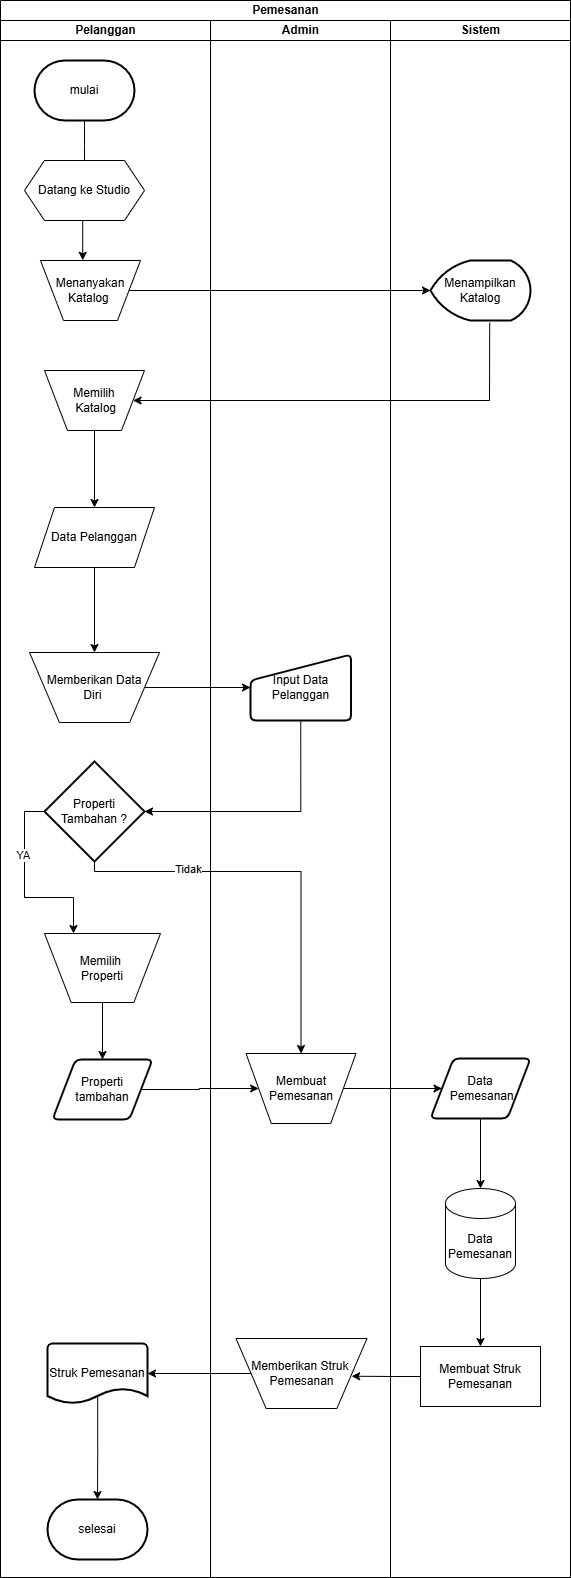 Pemesanan
Pelanggan
Admin
Sistem
mulai
Datang ke Studio
Menanyakan
Katalog
Menampilkan
Katalog
Memilih
Katalog
Data Pelanggan
Memberikan Data
Diri
Input Data
Pelanggan
Properti
Tambahan ?
YA
Tidak
Memilih
Properti
Properti
tambahan
Membuat
Pemesanan
Data
Pemesanan
Data
Pemesanan
Membuat Struk
Pemesanan
Memberikan Struk
Pemesanan
Struk Pemesanan
selesai